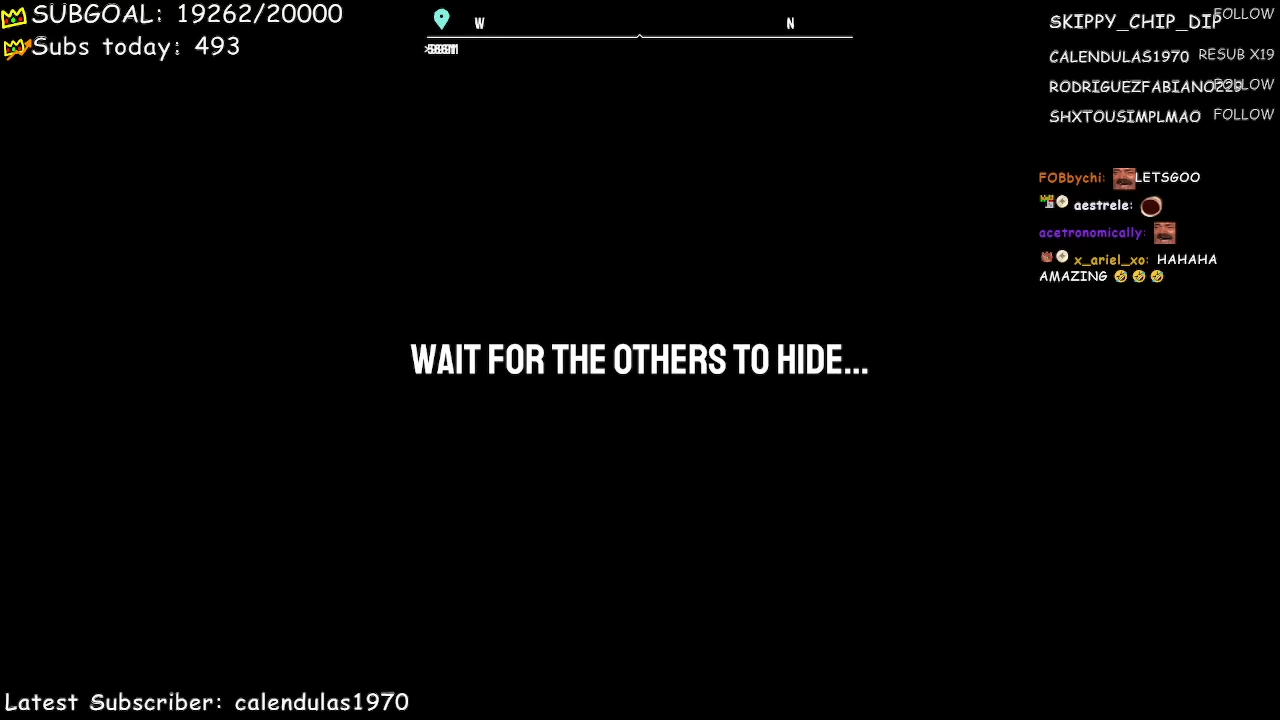 SUBGOAL: 19262/20000
Subs today: 493
W N
SKIPPY_CHIP_DIP FOLLOW
CALENDULAS1970 RESUB X19
RODRIGUEZFABIANO229 FOLLOW
SHXTOUSIMPLMAO FOLLOW
FOBbychi: LETSGOO
aestrele:
acetronomically:
x_ariel_xo: HAHAHA
AMAZING 🤣 🤣 🤣
WAIT FOR THE OTHERS TO HIDE...
Latest Subscriber: calendulas1970